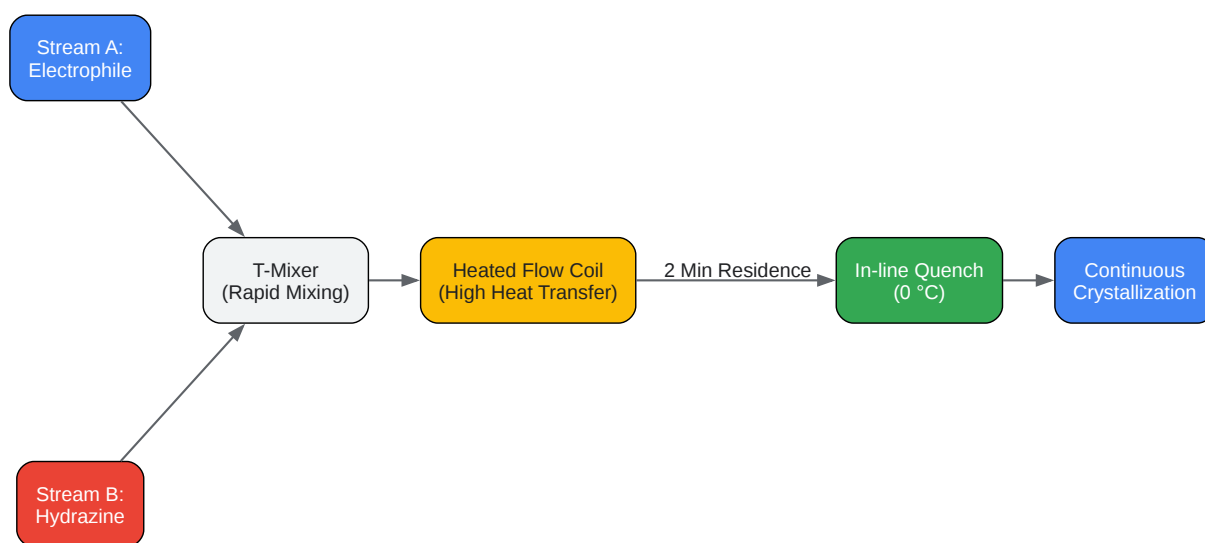 Stream A:
Electrophile
T-Mixer
(Rapid Mixing)
Heated Flow Coil
(High Heat Transfer)
2 Min Residence
In-line Quench
(0 °C)
Continuous
Crystallization
Stream B:
Hydrazine